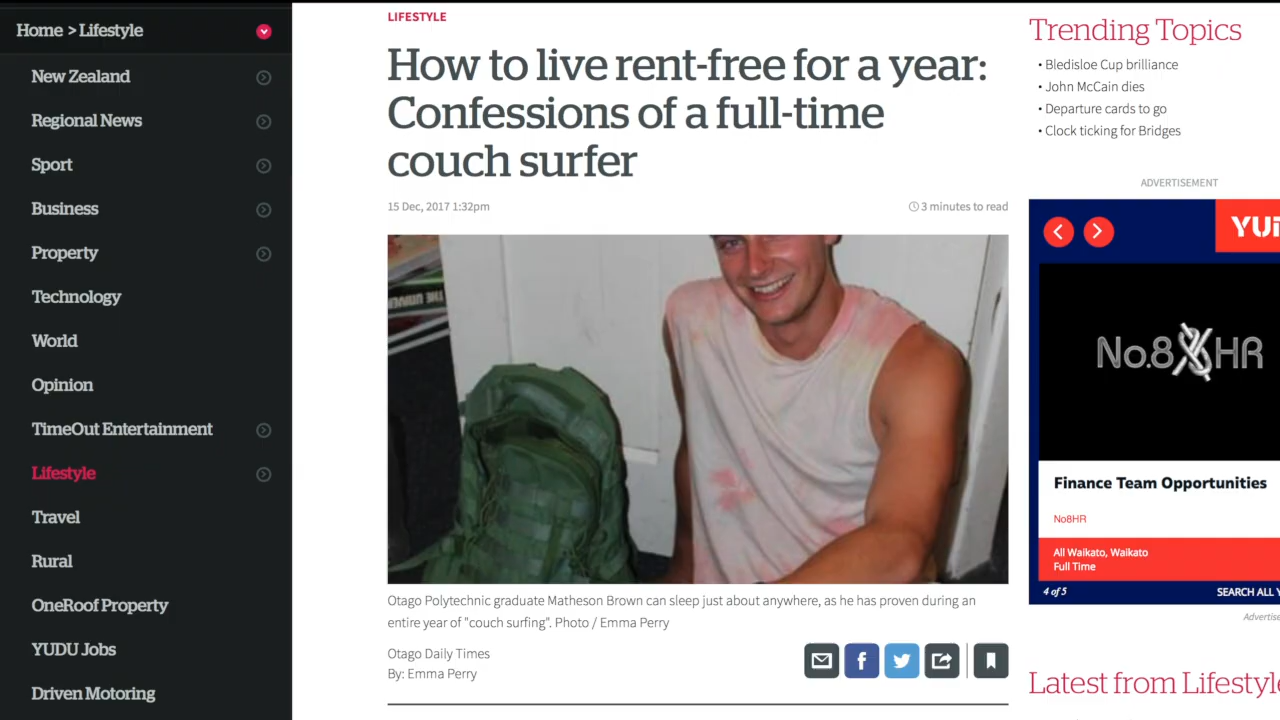 Home > Lifestyle
New Zealand
Regional News
Sport
Business
Property
Technology
World
Opinion
TimeOut Entertainment
Lifestyle
Travel
Rural
OneRoof Property
YUDU Jobs
Driven Motoring
LIFESTYLE
How to live rent-free for a year:
Confessions of a full-time
couch surfer
15 Dec, 2017 1:32pm
3 minutes to read
Otago Polytechnic graduate Matheson Brown can sleep just about anywhere, as he has proven during an
entire year of "couch surfing". Photo / Emma Perry
Otago Daily Times
By: Emma Perry
Trending Topics
• Bledisloe Cup brilliance
• John McCain dies
• Departure cards to go
• Clock ticking for Bridges
ADVERTISEMENT
No.8 HR
Finance Team Opportunities
No8HR
All Waikato, Waikato
Full Time
4 of 5
SEARCH ALL
Latest from